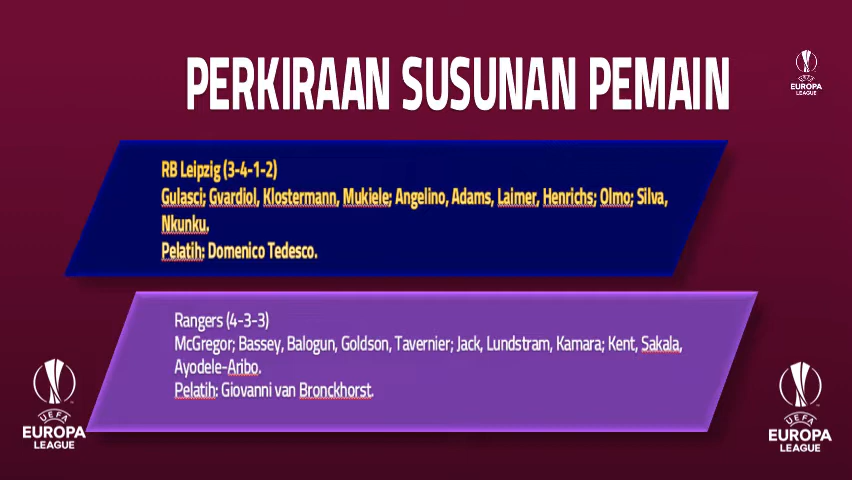 PERKIRAAN SUSUNAN PEMAIN
EUROPA
LEAGUE
RB Leipzig (3-4-1-2)
Gulasci; Gvardiol, Klostermann, Mukiele; Angelino, Adams, Laimer, Henrichs; Olmo; Silva,
Nkunku.
Pelatih: Domenico Tedesco.
Rangers (4-3-3)
McGregor; Bassey, Balogun, Goldson, Tavernier; Jack, Lundstram, Kamara; Kent, Sakala,
Ayodele-Aribo.
Pelatih: Giovanni van Bronckhorst.
UEFA
EUROPA
LEAGUE
UEFA
EUROPA
LEAGUE